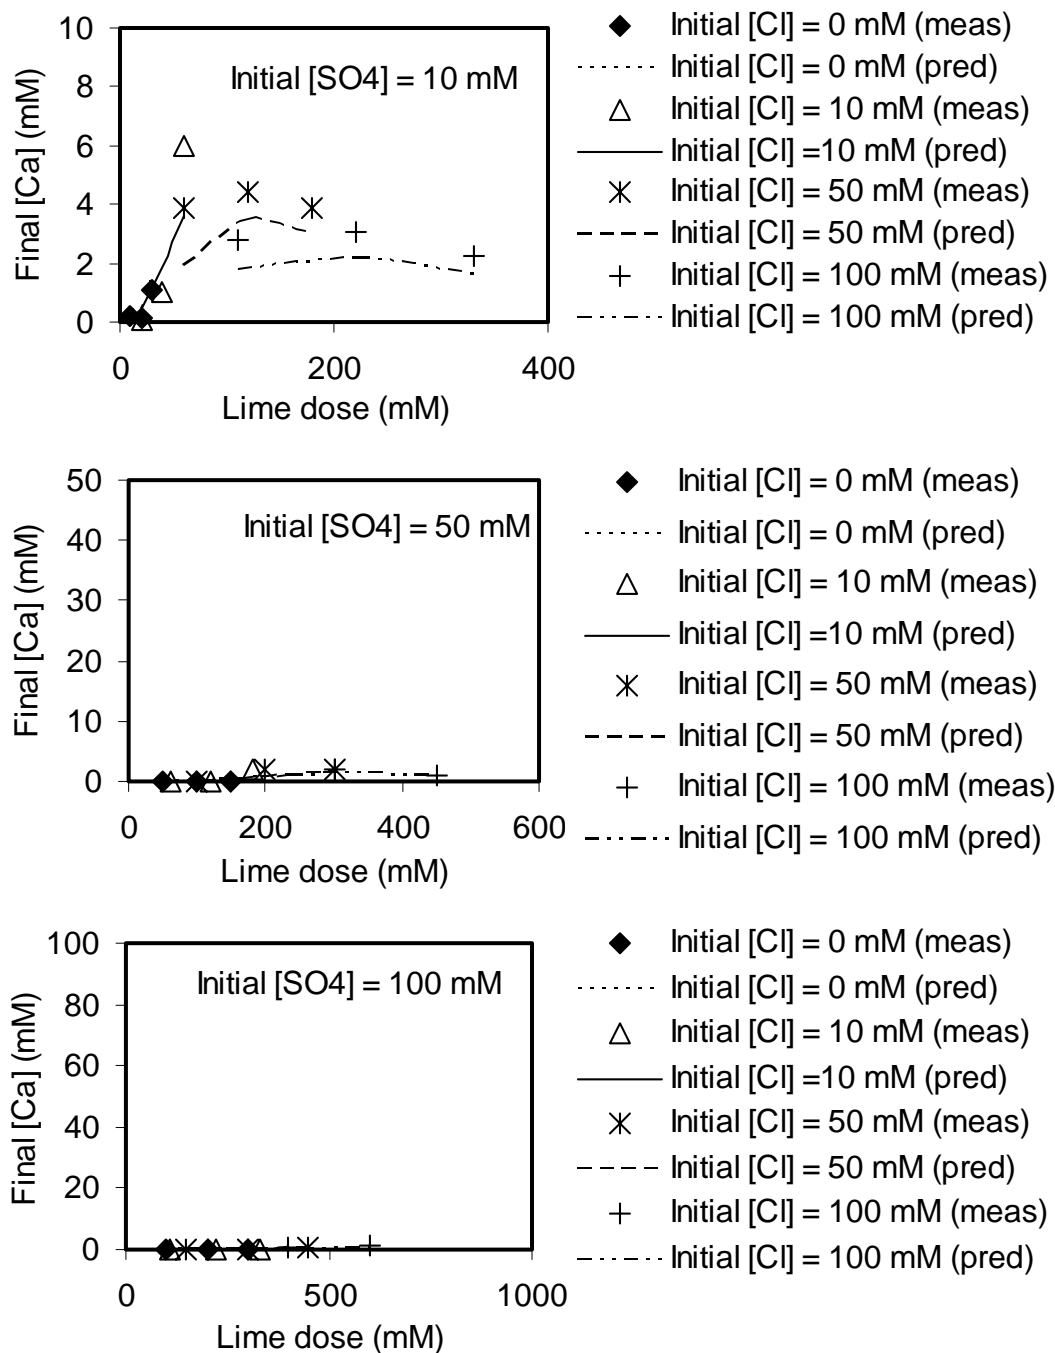 10
8
6
4
2
0
Final [Ca] (mM)
Initial [SO4] = 10 mM
0
200
400
Lime dose (mM)
Initial [Cl] = 0 mM (meas)
Initial [Cl] = 0 mM (pred)
Initial [Cl] = 10 mM (meas)
Initial [Cl] =10 mM (pred)
Initial [Cl] = 50 mM (meas)
Initial [Cl] = 50 mM (pred)
Initial [Cl] = 100 mM (meas)
Initial [Cl] = 100 mM (pred)
50
40
30
20
10
0
Final [Ca] (mM)
Initial [SO4] = 50 mM
0
200
400
600
Lime dose (mM)
Initial [Cl] = 0 mM (meas)
Initial [Cl] = 0 mM (pred)
Initial [Cl] = 10 mM (meas)
Initial [Cl] =10 mM (pred)
Initial [Cl] = 50 mM (meas)
Initial [Cl] = 50 mM (pred)
Initial [Cl] = 100 mM (meas)
Initial [Cl] = 100 mM (pred)
100
80
60
40
20
0
Final [Ca] (mM)
Initial [SO4] = 100 mM
0
500
1000
Lime dose (mM)
Initial [Cl] = 0 mM (meas)
Initial [Cl] = 0 mM (pred)
Initial [Cl] = 10 mM (meas)
Initial [Cl] =10 mM (pred)
Initial [Cl] = 50 mM (meas)
Initial [Cl] = 50 mM (pred)
Initial [Cl] = 100 mM (meas)
Initial [Cl] = 100 mM (pred)